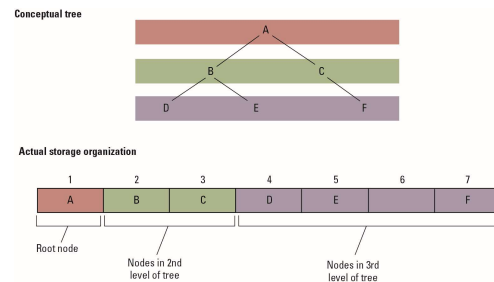 Conceptual tree
A
B C
D E F
Actual storage organization
1 2 3 4 5 6 7
A B C D E F
Root node
Nodes in 2nd
level of tree
Nodes in 3rd
level of tree